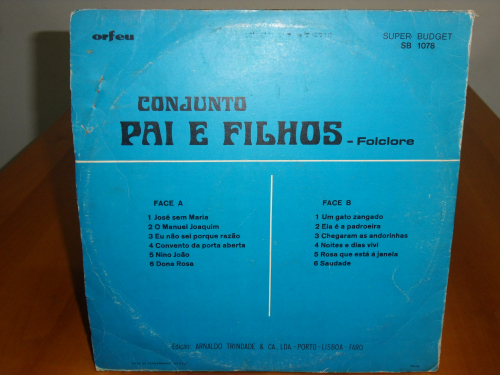 orfeu
SUPER BUDGET
SB 1076
CONJUNTO
PAI E FILHOS - Folclore
FACE A
1 José sem Maria
2 O Manuel Joaquim
3 Eu não sei porque razão
4 Convento da porta aberta
5 Nino João
6 Dona Rosa
FACE B
1 Um gato zangado
2 Ela é a padroeira
3 Chegaram as andorinhas
4 Noites e dias vivi
5 Rosa que está à janela
6 Saudade
Edição: ARNALDO TRINDADE & CA. LDA - PORTO - LISBOA - FARO